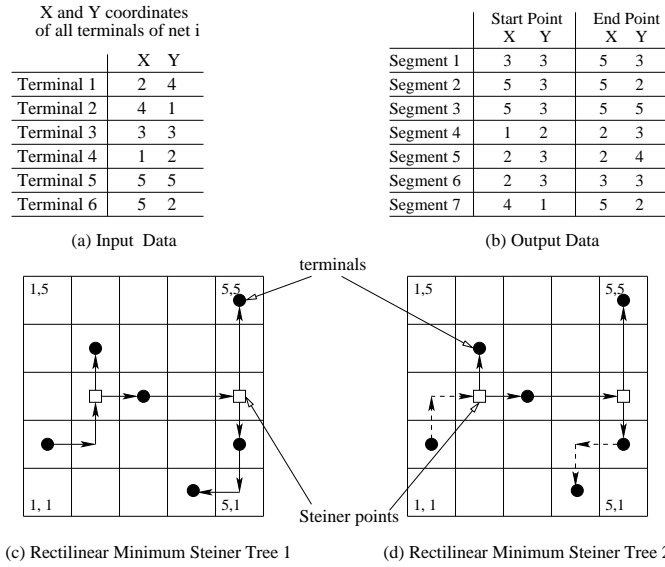 X and Y coordinates
of all terminals of net i
X Y
Terminal 1 2 4
Terminal 2 4 1
Terminal 3 3 3
Terminal 4 1 2
Terminal 5 5 5
Terminal 6 5 2
(a) Input Data
Start Point End Point
X Y X Y
Segment 1 3 3 5 3
Segment 2 5 3 5 2
Segment 3 5 3 5 5
Segment 4 1 2 2 3
Segment 5 2 3 2 4
Segment 6 2 3 3 3
Segment 7 4 1 5 2
(b) Output Data
terminals
1,5 5,5
1, 1 5,1
1,5 5,5
1, 1 5,1
Steiner points
(c) Rectilinear Minimum Steiner Tree 1
(d) Rectilinear Minimum Steiner Tree 2